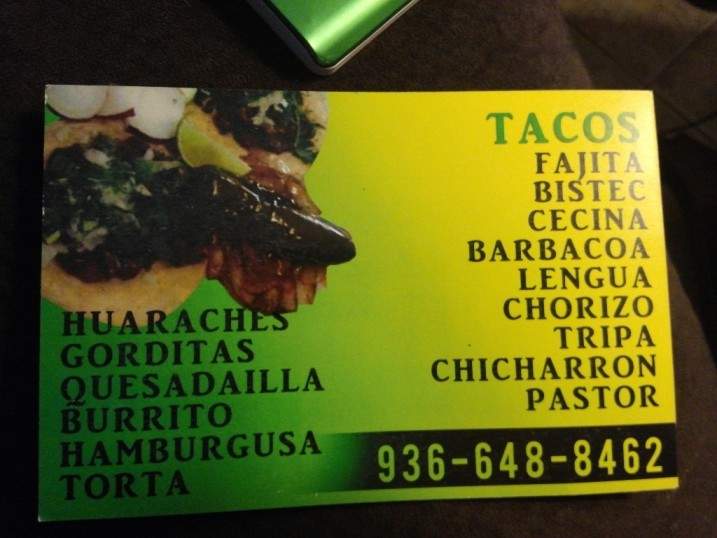 TACOS
FAJITA
BISTEC
CECINA
BARBACOA
LENGUA
CHORIZO
TRIPA
CHICHARRON
PASTOR
HUARACHES
GORDITAS
QUESADAILLA
BURRITO
HAMBURGUSA
TORTA
936-648-8462